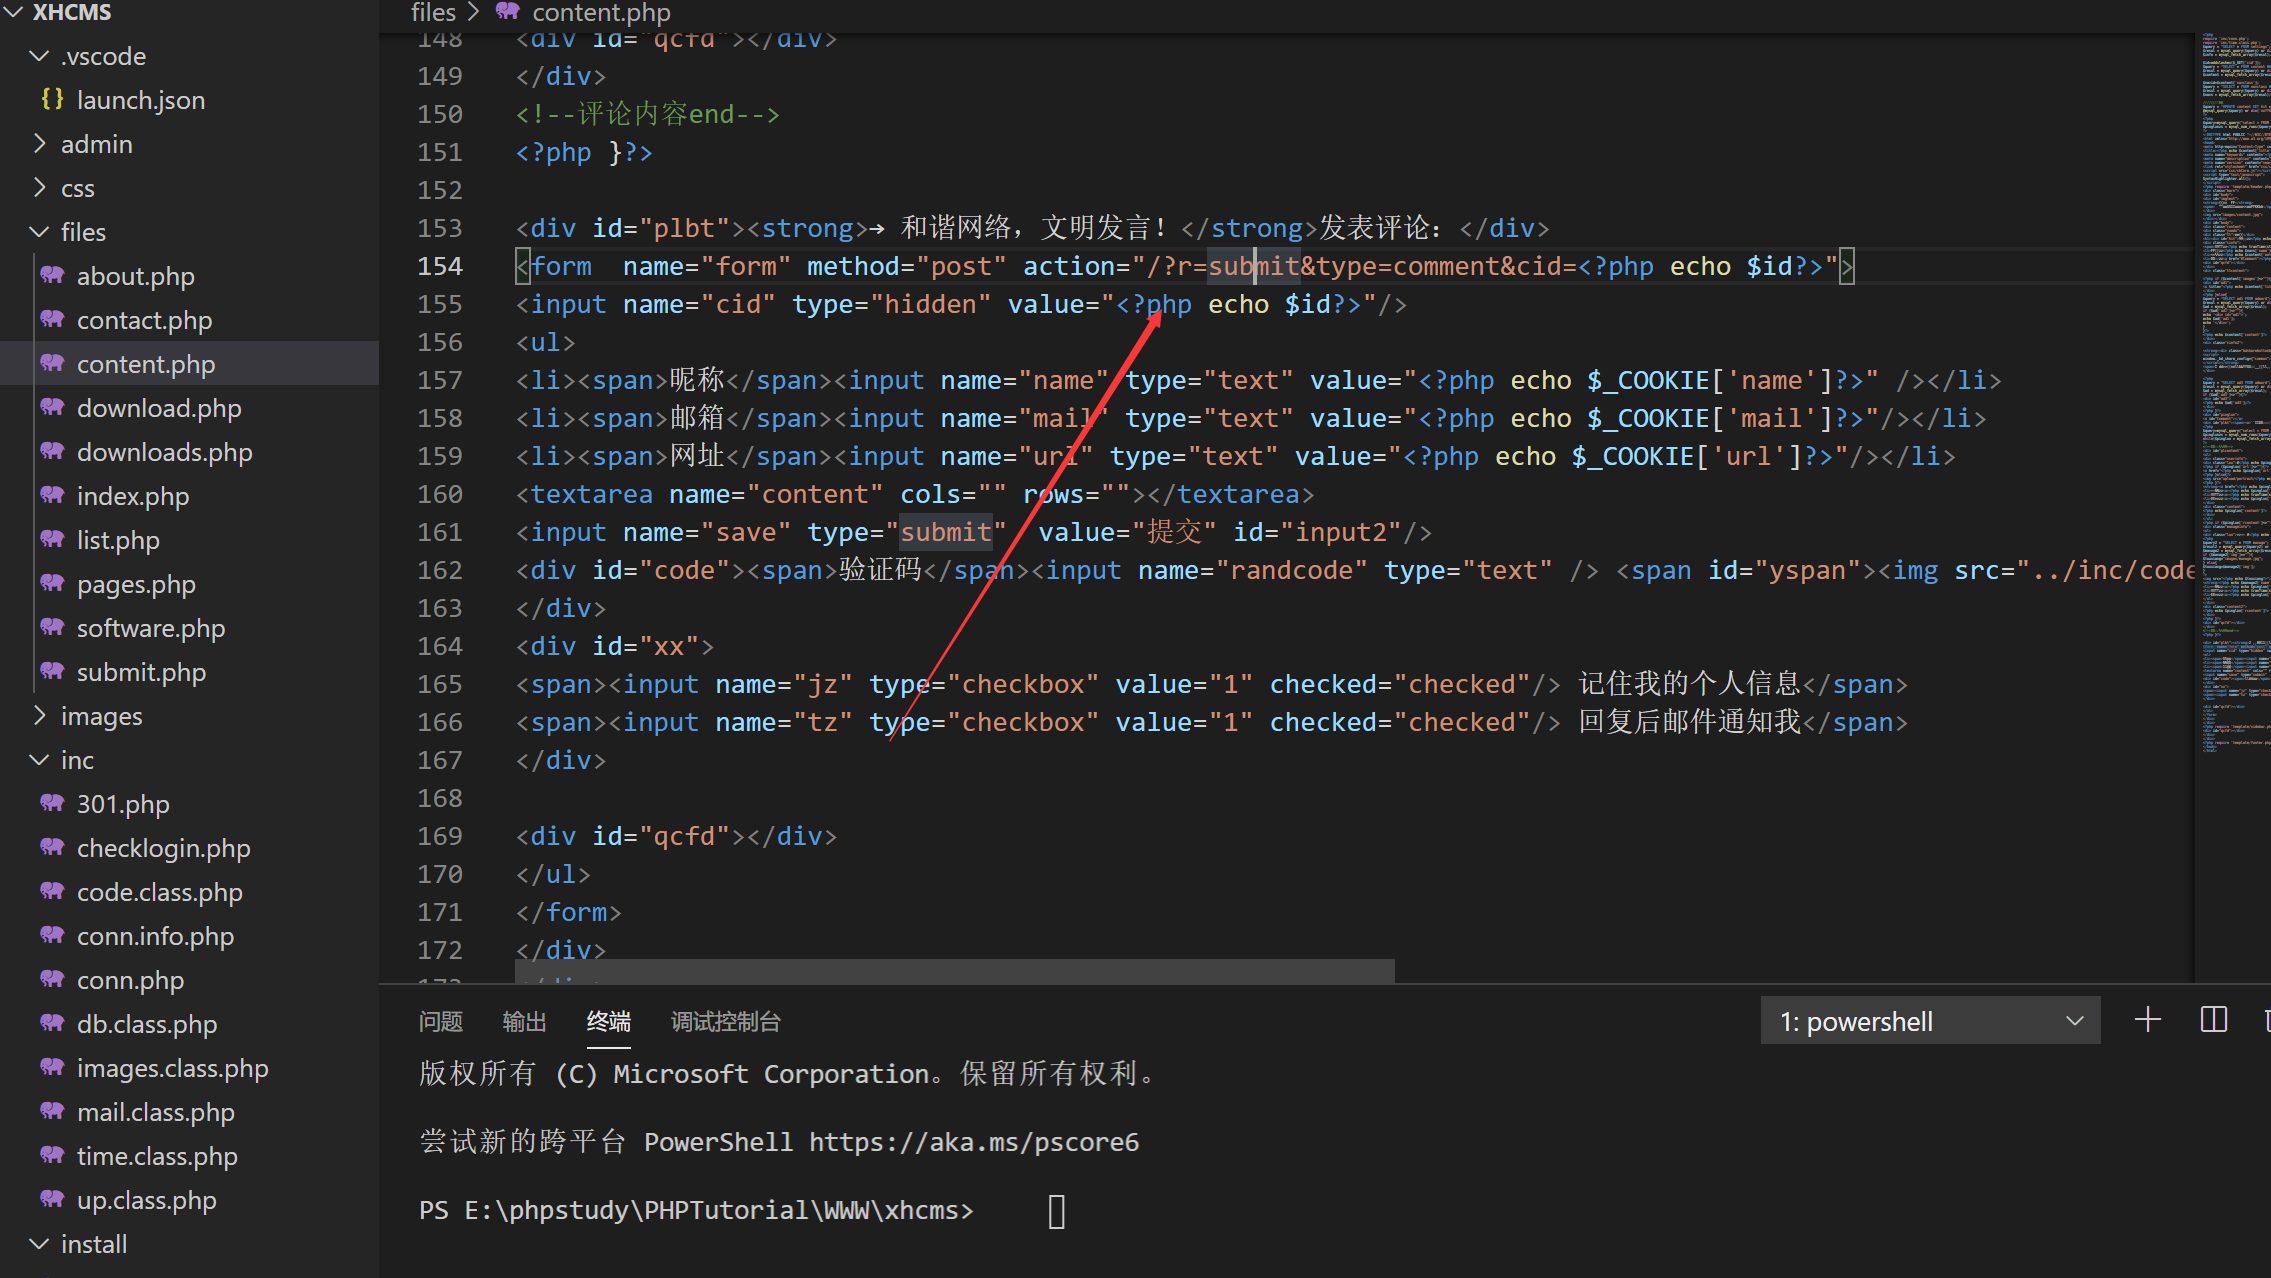 XHCMS
.vscode
launch.json
admin
css
files
about.php
contact.php
content.php
download.php
downloads.php
index.php
list.php
pages.php
software.php
submit.php
images
inc
301.php
checklogin.php
code.class.php
conn.info.php
conn.php
db.class.php
images.class.php
mail.class.php
time.class.php
up.class.php
install
files > content.php
148 <div id="qcfd"></div>
149 </div>
150 <!--评论内容end-->
151 <?php }?>
152
153 <div id="plbt"><strong>→ 和谐网络，文明发言！</strong>发表评论：</div>
154 <form  name="form" method="post" action="/?r=submit&type=comment&cid=<?php echo $id?>">
155 <input name="cid" type="hidden" value="<?php echo $id?>"/>
156 <ul>
157 <li><span>昵称</span><input name="name" type="text" value="<?php echo $_COOKIE['name']?>" /></li>
158 <li><span>邮箱</span><input name="mail" type="text" value="<?php echo $_COOKIE['mail']?>"/></li>
159 <li><span>网址</span><input name="url" type="text" value="<?php echo $_COOKIE['url']?>"/></li>
160 <textarea name="content" cols="" rows=""></textarea>
161 <input name="save" type="submit"  value="提交" id="input2"/>
162 <div id="code"><span>验证码</span><input name="randcode" type="text" /> <span id="yspan"><img src="../inc/code
163 </div>
164 <div id="xx">
165 <span><input name="jz" type="checkbox" value="1" checked="checked"/> 记住我的个人信息</span>
166 <span><input name="tz" type="checkbox" value="1" checked="checked"/> 回复后邮件通知我</span>
167 </div>
168
169 <div id="qcfd"></div>
170 </ul>
171 </form>
172 </div>
问题 输出 终端 调试控制台
1: powershell
版权所有 (C) Microsoft Corporation。保留所有权利。
尝试新的跨平台 PowerShell https://aka.ms/pscore6
PS E:\phpstudy\PHPTutorial\WWW\xhcms>